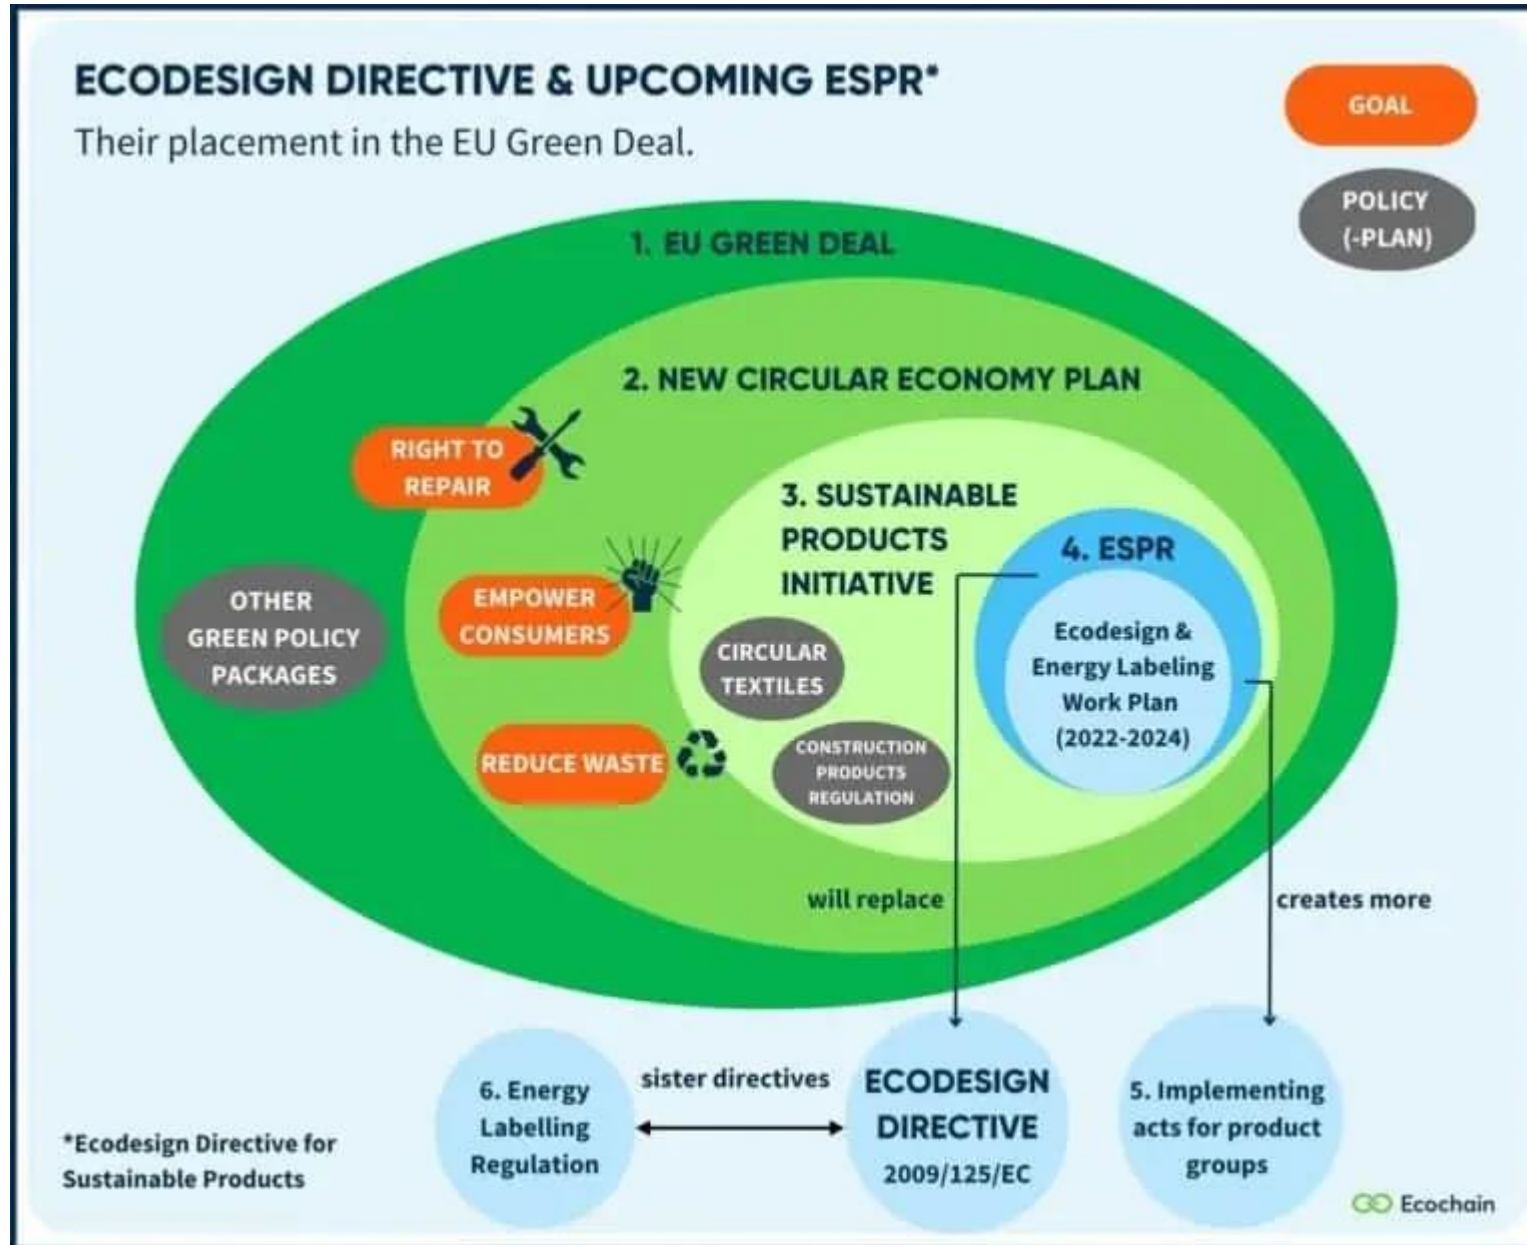 ECODESIGN DIRECTIVE & UPCOMING ESPR*
Their placement in the EU Green Deal.
GOAL
POLICY
(-PLAN)
1. EU GREEN DEAL
2. NEW CIRCULAR ECONOMY PLAN
RIGHT TO
REPAIR
3. SUSTAINABLE
PRODUCTS
INITIATIVE
4. ESPR
EMPOWER
CONSUMERS
OTHER
GREEN POLICY
PACKAGES
CIRCULAR
TEXTILES
Ecodesign &
Energy Labeling
Work Plan
(2022-2024)
REDUCE WASTE
CONSTRUCTION
PRODUCTS
REGULATION
will replace
creates more
6. Energy
Labelling
Regulation
sister directives
ECODESIGN
DIRECTIVE
2009/125/EC
5. Implementing
acts for product
groups
*Ecodesign Directive for
Sustainable Products
Ecochain